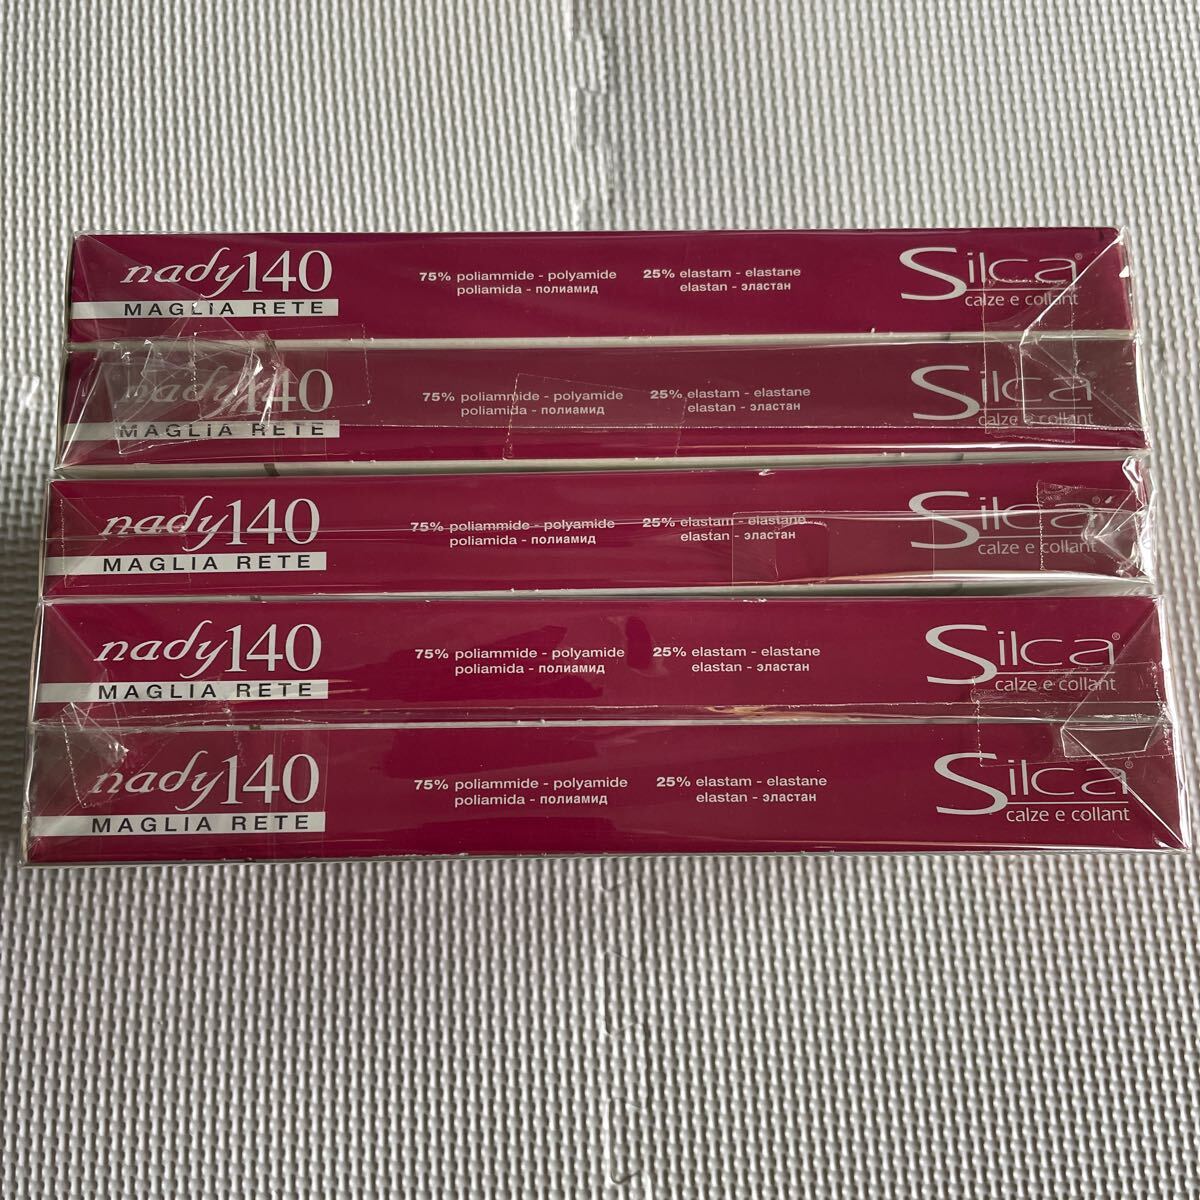 nady140
MAGLIA RETE
75% poliammide - polyamide
poliamida - полиамид
25% elastam - elastane
elastan - эластан
Silca®
calze e collant
nady140
MAGLIA RETE
75% poliammide - polyamide
poliamida - полиамид
25% elastam - elastane
elastan - эластан
Silca
calze e collant
nady140
MAGLIA RETE
75% poliammide - polyamide
poliamida - полиамид
25% elastam - elastane
elastan - эластан
Silca®
calze e collant
nady140
MAGLIA RETE
75% poliammide - polyamide
poliamida - полиамид
25% elastam - elastane
elastan - эластан
Silca®
calze e collant
nady140
MAGLIA RETE
75% poliammide - polyamide
poliamida - полиамид
25% elastam - elastane
elastan - эластан
Silca®
calze e collant